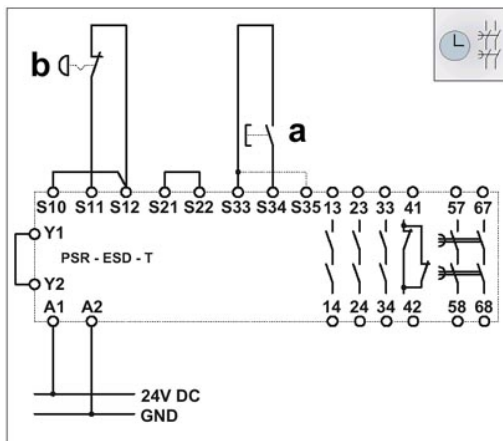 b
a
S10 S11 S12 S21 S22 S33 S34 S35 13 23 33 41 57 67
Y1
PSR - ESD - T
Y2
A1 A2 14 24 34 42 58 68
24V DC
GND